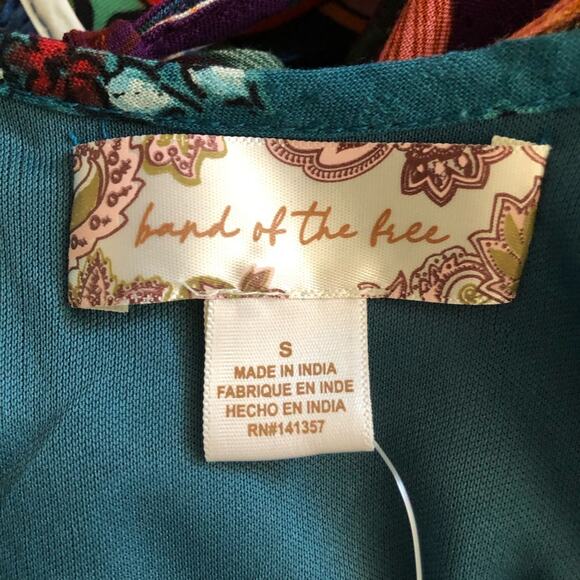 band of the free
S
MADE IN INDIA
FABRIQUE EN INDE
HECHO EN INDIA
RN#141357